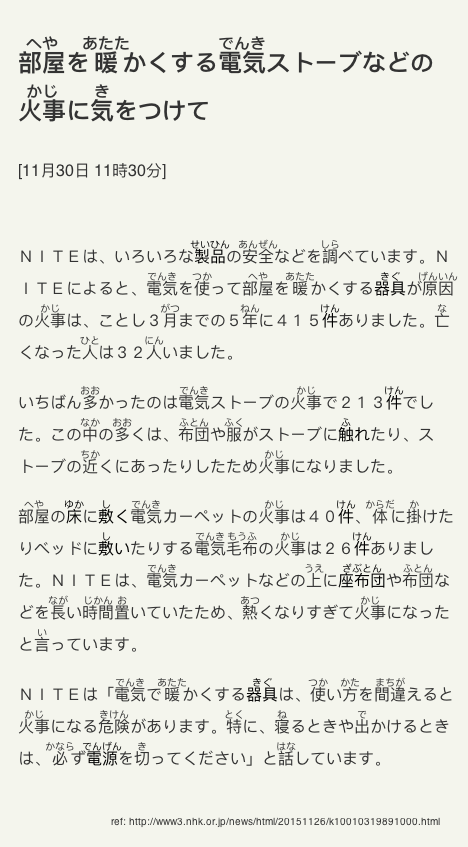 部屋を暖かくする電気ストーブなどの
火事に気をつけて
[11月30日 11時30分]
ＮＩＴＥは、いろいろな製品の安全などを調べています。Ｎ
ＩＴＥによると、電気を使って部屋を暖かくする器具が原因
の火事は、ことし３月までの５年に４１５件ありました。亡
くなった人は３２人いました。
いちばん多かったのは電気ストーブの火事で２１３件でし
た。この中の多くは、布団や服がストーブに触れたり、ス
トーブの近くにあったりしたため火事になりました。
部屋の床に敷く電気カーペットの火事は４０件、体に掛けた
りベッドに敷いたりする電気毛布の火事は２６件ありまし
た。ＮＩＴＥは、電気カーペットなどの上に座布団や布団な
どを長い時間置いていたため、熱くなりすぎて火事になった
と言っています。
ＮＩＴＥは「電気で暖かくする器具は、使い方を間違えると
火事になる危険があります。特に、寝るときや出かけるとき
は、必ず電源を切ってください」と話しています。
ref: http://www3.nhk.or.jp/news/html/20151126/k10010319891000.html